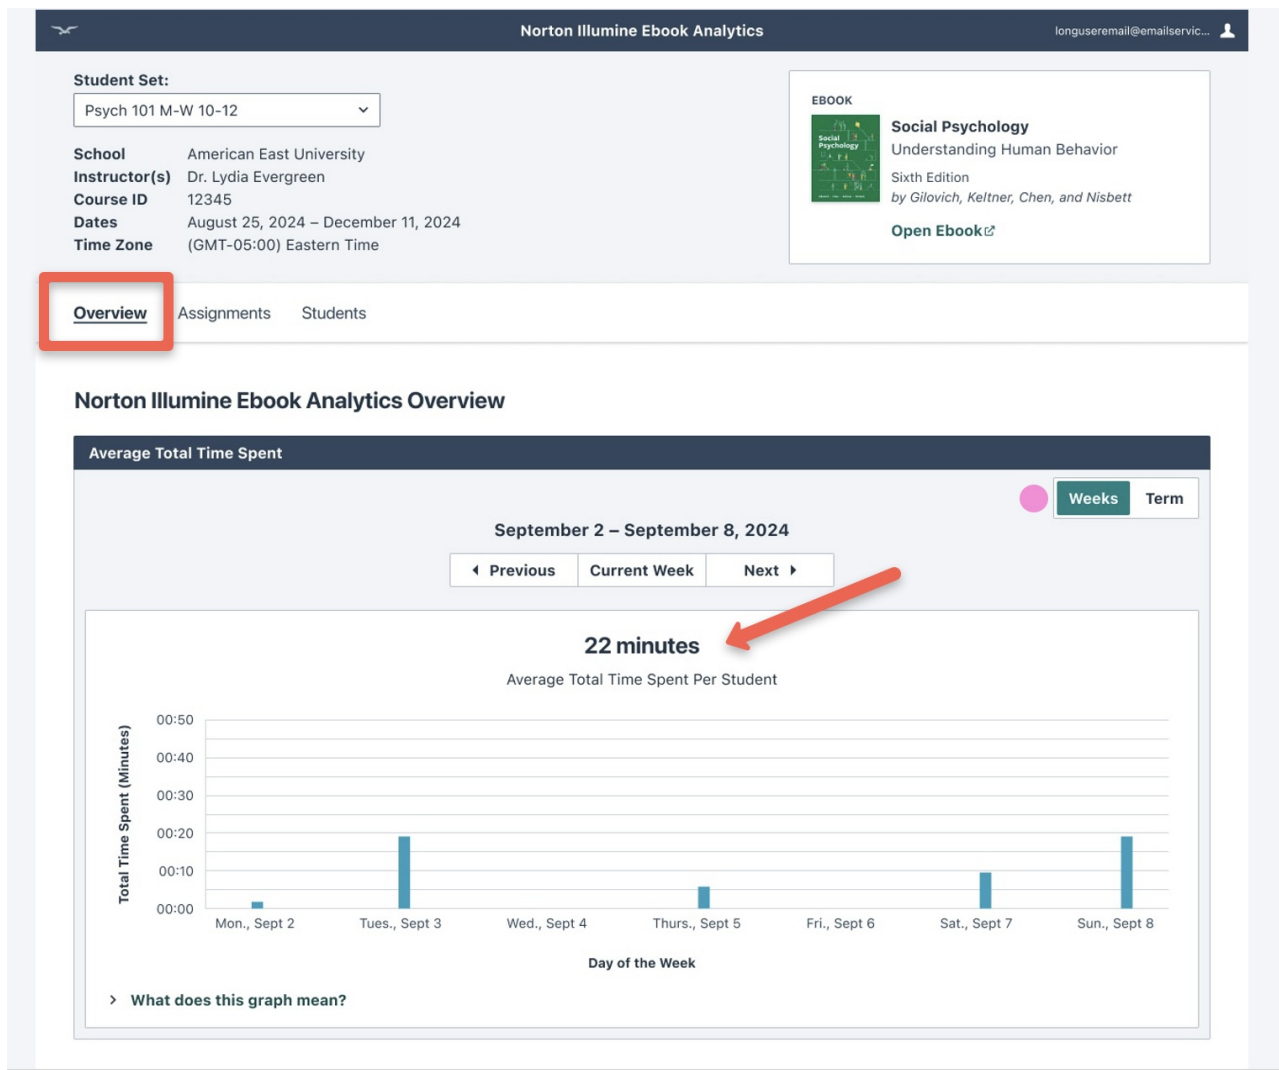 Norton Illumine Ebook Analytics
longuseremail@emailservic...
Student Set:
Psych 101 M-W 10-12
School American East University
Instructor(s) Dr. Lydia Evergreen
Course ID 12345
Dates August 25, 2024 – December 11, 2024
Time Zone (GMT-05:00) Eastern Time
EBOOK
Social Psychology
Social Psychology
Understanding Human Behavior
Sixth Edition
by Gilovich, Keltner, Chen, and Nisbett
Open Ebook
Overview Assignments Students
Norton Illumine Ebook Analytics Overview
Average Total Time Spent
Weeks Term
September 2 – September 8, 2024
Previous Current Week Next
22 minutes
Average Total Time Spent Per Student
Total Time Spent (Minutes)
00:50
00:40
00:30
00:20
00:10
00:00
Mon., Sept 2 Tues., Sept 3 Wed., Sept 4 Thurs., Sept 5 Fri., Sept 6 Sat., Sept 7 Sun., Sept 8
Day of the Week
What does this graph mean?